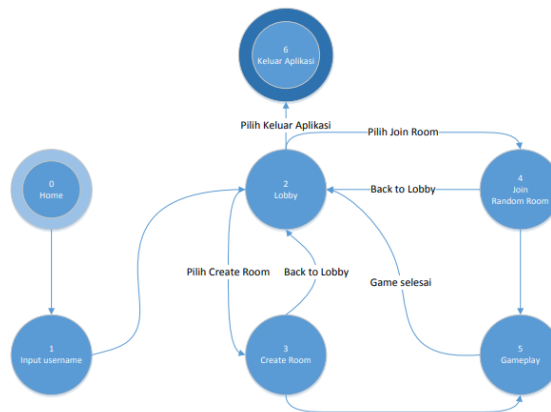 6
Keluar Aplikasi
Pilih Keluar Aplikasi
Pilih Join Room
0
Home
2
Lobby
Back to Lobby
4
Join
Random Room
Pilih Create Room
Back to Lobby
Game selesai
1
Input username
3
Create Room
5
Gameplay